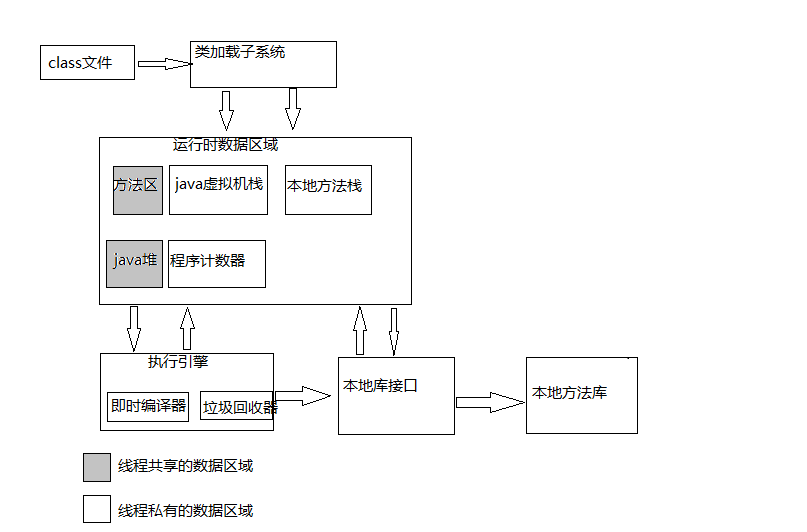 class文件
类加载子系统
运行时数据区域
方法区
java虚拟机栈
本地方法栈
java堆
程序计数器
执行引擎
即时编译器
垃圾回收器
本地库接口
本地方法库
线程共享的数据区域
线程私有的数据区域